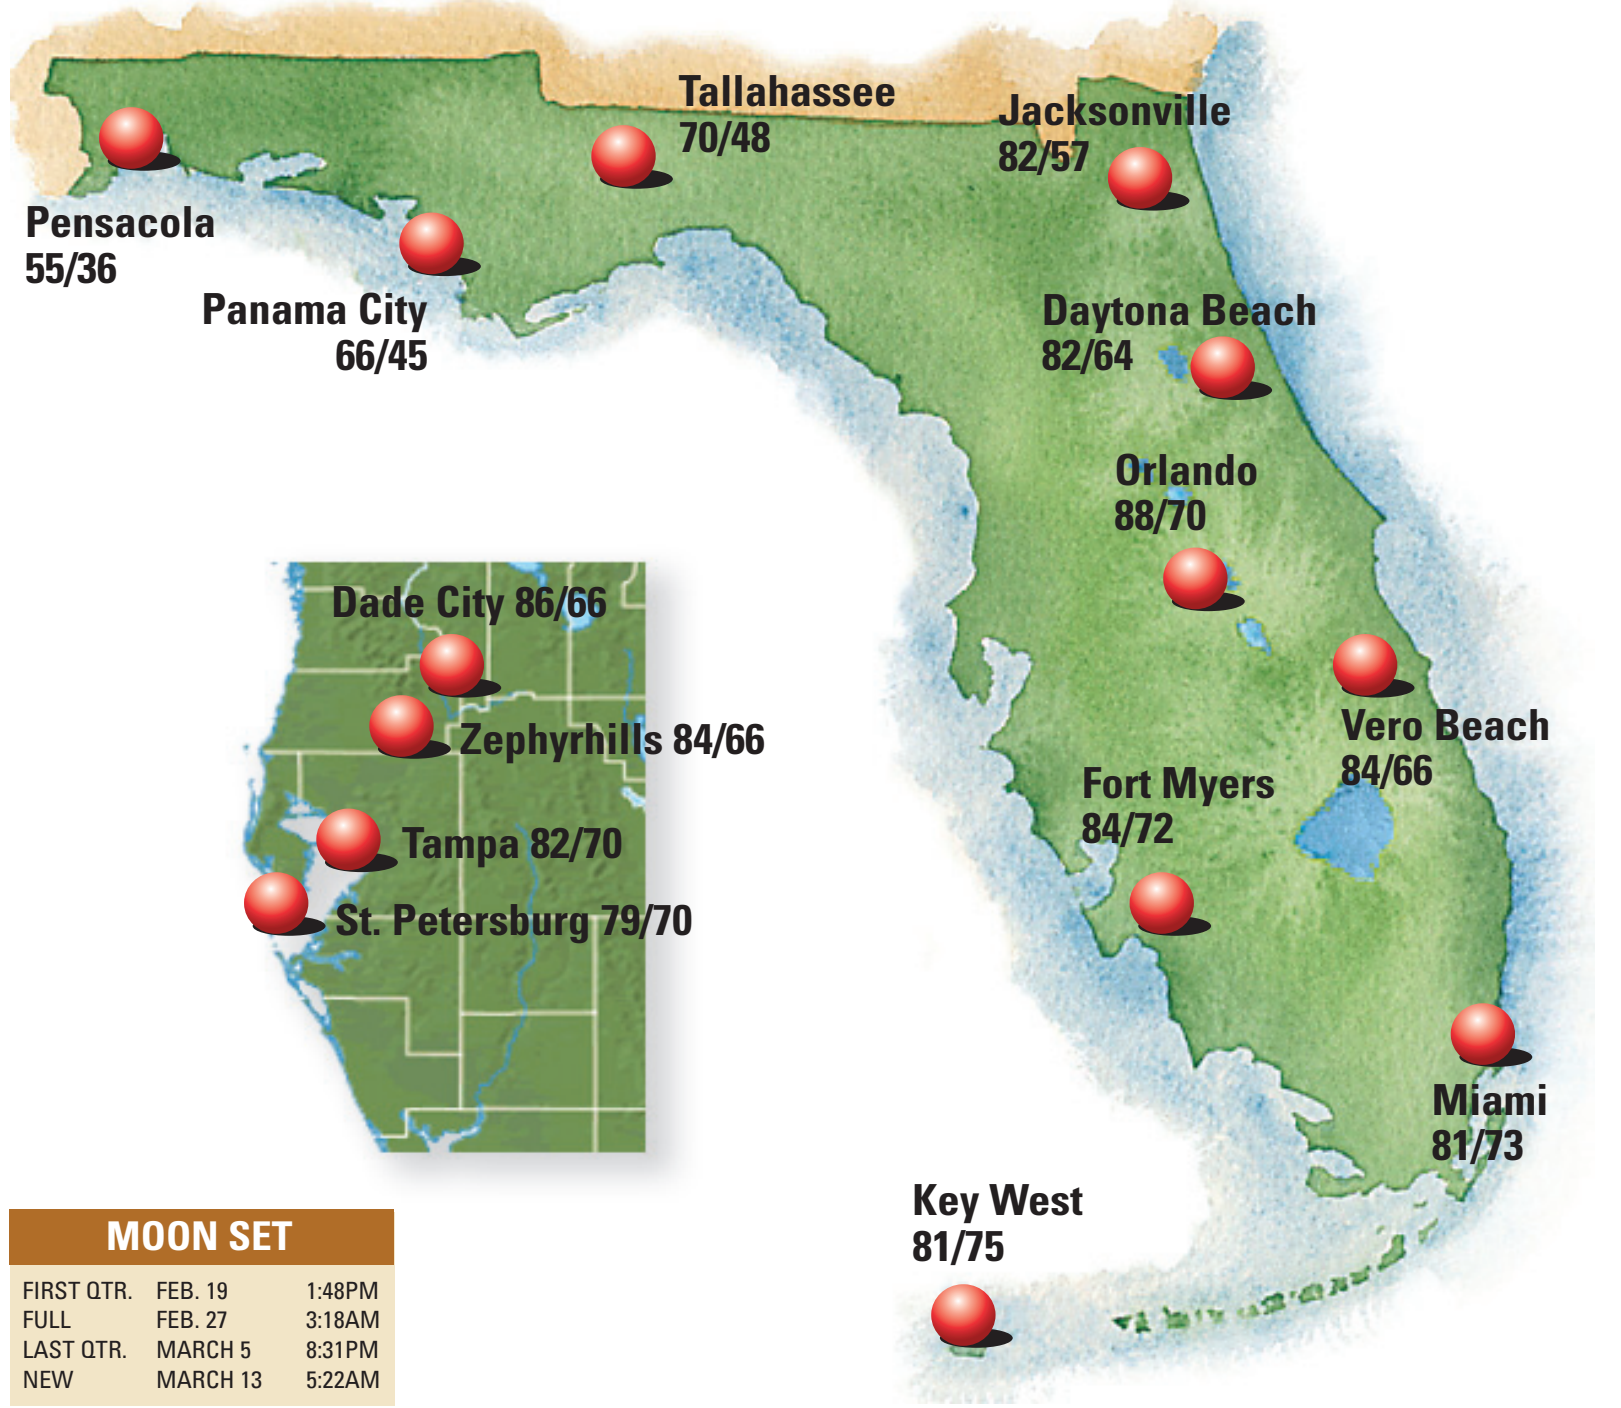 Tallahassee
70/48
Jacksonville
82/57
Pensacola
55/36
Panama City
66/45
Daytona Beach
82/64
Orlando
88/70
Dade City 86/66
Zephyrhills 84/66
Tampa 82/70
St. Petersburg 79/70
Vero Beach
84/66
Fort Myers
84/72
Miami
81/73
Key West
81/75
MOON SET
FIRST QTR. FEB. 19 1:48PM
FULL FEB. 27 3:18AM
LAST QTR. MARCH 5 8:31PM
NEW MARCH 13 5:22AM